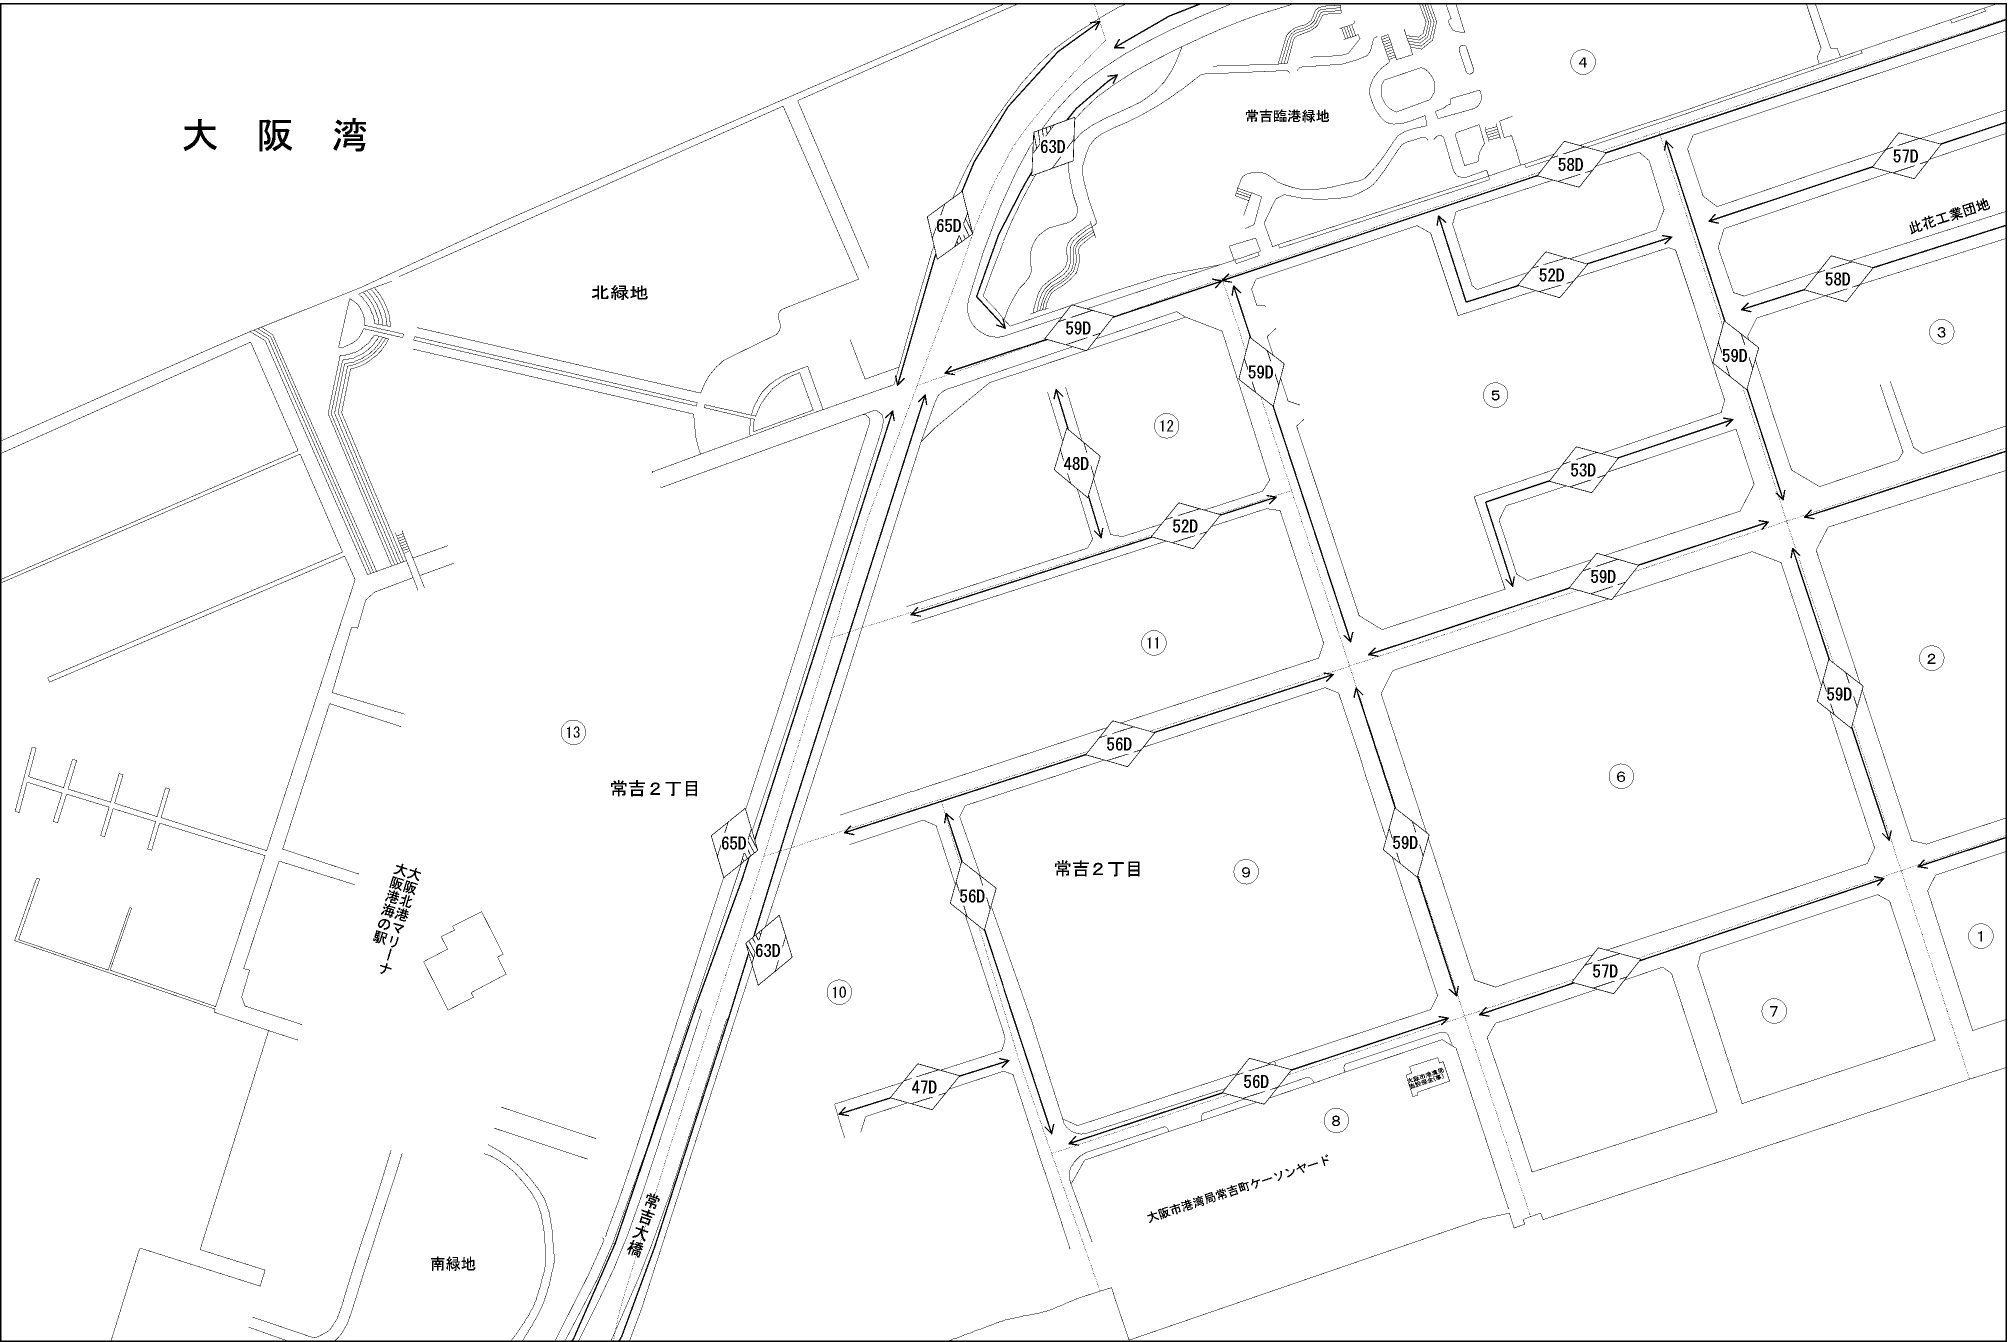 大阪湾
④
常吉臨港緑地
63D
58D
57D
此花工業団地
65D
52D
58D
北緑地
59D
59D
59D
③
⑤
⑫
48D
53D
52D
59D
⑪
②
59D
⑬
56D
⑥
常吉2丁目
65D
59D
常吉2丁目
⑨
56D
大阪北港マリーナ
大阪港海の駅
63D
①
57D
⑩
⑦
47D
56D
⑧
大阪市港湾局常吉町ケーソンヤード
常吉大橋
南緑地